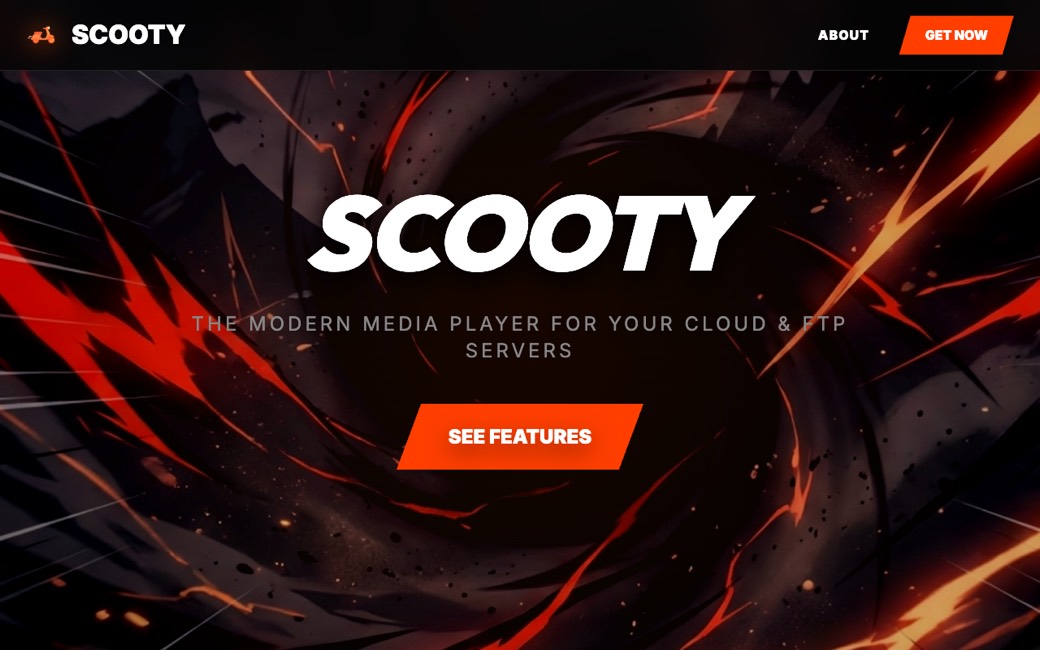 SCOOTY
ABOUT
GET NOW
SCOOTY
THE MODERN MEDIA PLAYER FOR YOUR CLOUD & FTP
SERVERS
SEE FEATURES